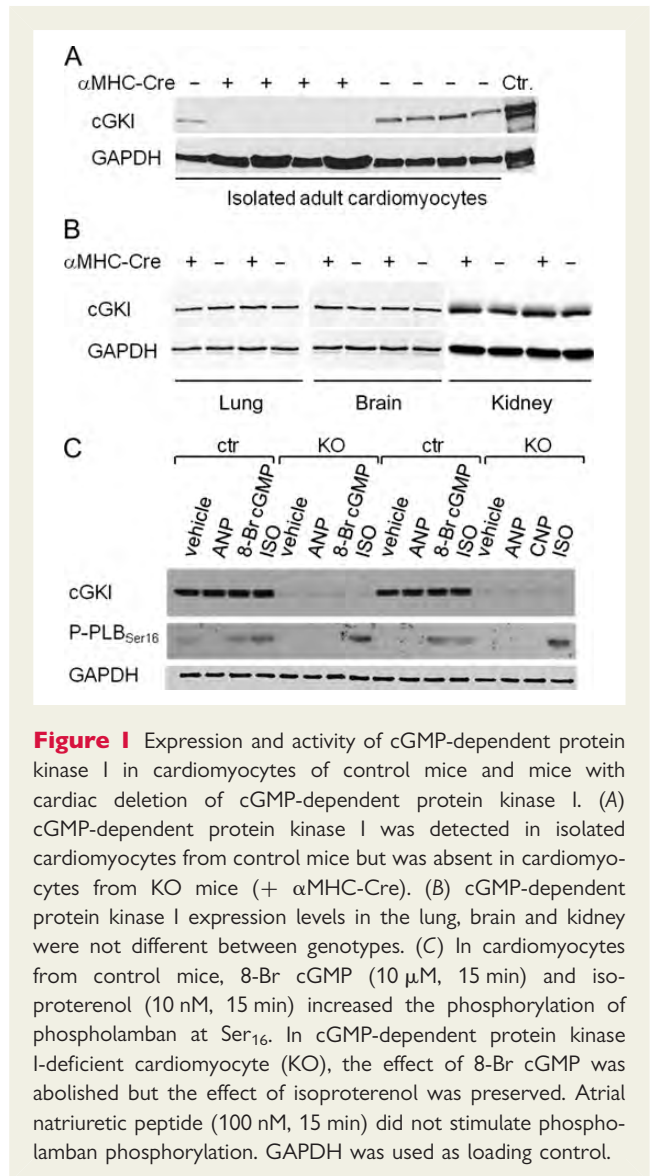 A
αMHC-Cre – + + + + – – – – Ctr.
cGKI
GAPDH
Isolated adult cardiomyocytes
B
αMHC-Cre + – + – + – + – + – + –
cGKI
GAPDH
Lung Brain Kidney
C
ctr KO ctr KO
vehicle ANP 8-Br cGMP ISO vehicle ANP 8-Br cGMP ISO vehicle ANP 8-Br cGMP ISO vehicle ANP CNP ISO
cGKI
P-PLBSer16
GAPDH
Figure 1 Expression and activity of cGMP-dependent protein
kinase I in cardiomyocytes of control mice and mice with
cardiac deletion of cGMP-dependent protein kinase I. (A)
cGMP-dependent protein kinase I was detected in isolated
cardiomyocytes from control mice but was absent in cardiomyo-
cytes from KO mice (+ αMHC-Cre). (B) cGMP-dependent
protein kinase I expression levels in the lung, brain and kidney
were not different between genotypes. (C) In cardiomyocytes
from control mice, 8-Br cGMP (10 μM, 15 min) and iso-
proterenol (10 nM, 15 min) increased the phosphorylation of
phospholamban at Ser16. In cGMP-dependent protein kinase
I-deficient cardiomyocyte (KO), the effect of 8-Br cGMP was
abolished but the effect of isoproterenol was preserved. Atrial
natriuretic peptide (100 nM, 15 min) did not stimulate phospho-
lamban phosphorylation. GAPDH was used as loading control.